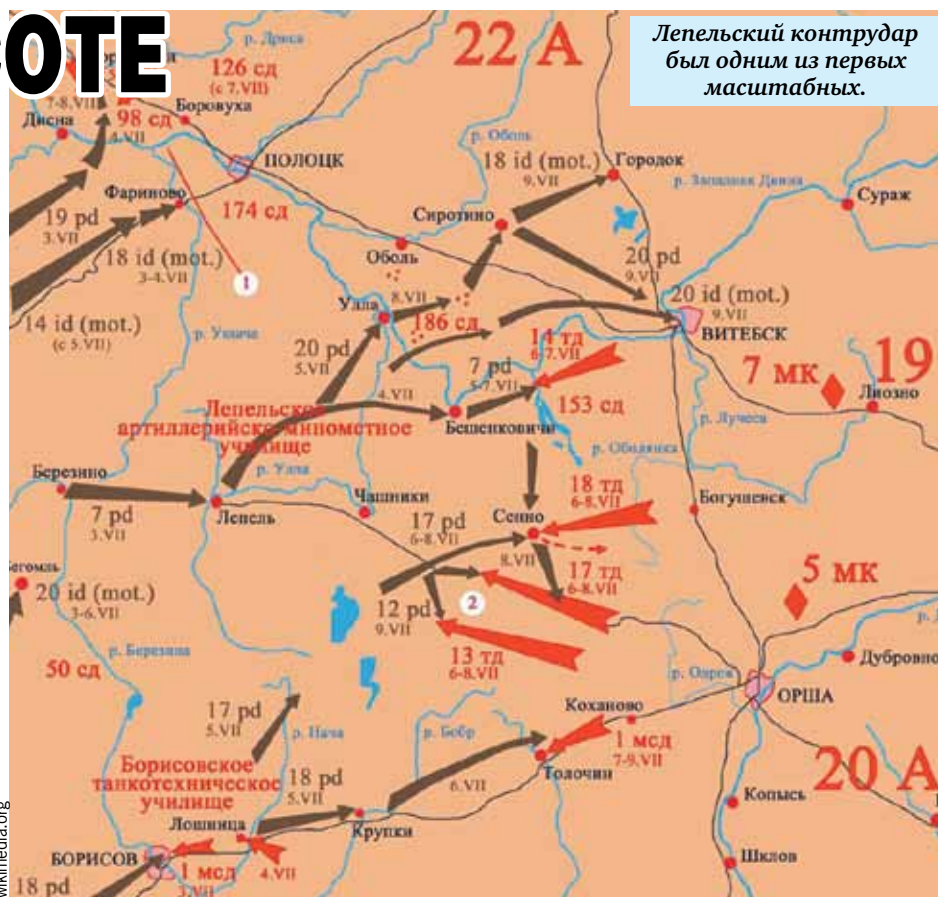 СОТЕ
22 А
Лепельский контрудар
был одним из первых
масштабных.
р. Дрисса
126 сд
(с 7.VII)
7-8.VII
98 сд
4.VII
Боровуха
Дисна
ПОЛОЦК
р. Оболь
18 id (mot.)
9.VII
Городок
р. Западная Двина
Сураж
Фариново
174 сд
19 pd
3.VII
Сиротино
18 id (mot.)
3-4.VII
1
Оболь
20 pd
9.VII
14 id (mot.)
(с 5.VII)
р. Ушача
Улла
8.VII
186 сд
20 id (mot.)
9.VII
ВИТЕБСК
20 pd
5.VII
4.VII
14 тд
6-7.VII
7 pd
5-7.VII
7 мк
19
Лиозно
153 сд
Лепельское
артиллерийско-минометное
училище
Бешенковичи
р. Лучеса
р. Оболянка
Березино
р. Улла
7 pd
3.VII
Лепель
Чашники
18 тд
6-8.VII
Богушевск
17 pd
6-8.VII
Сенно
8.VII
17 тд
6-8.VII
5 мк
20 id (mot.)
3-6.VII
2
12 pd
9.VII
50 сд
р. Березина
13 тд
6-8.VII
Дубровно
ОРША
17 pd
5.VII
р. Нача
р. Бобр
Коханово
1 мсд
7-9.VII
Толочин
20 А
Борисовское
танкотехническое
училище
18 pd
5.VII
6.VII
Копысь
Лошница
Крупки
БОРИСОВ
1 мсд
3.VII
4.VII
Шклов
18 pd
wikimedia.org